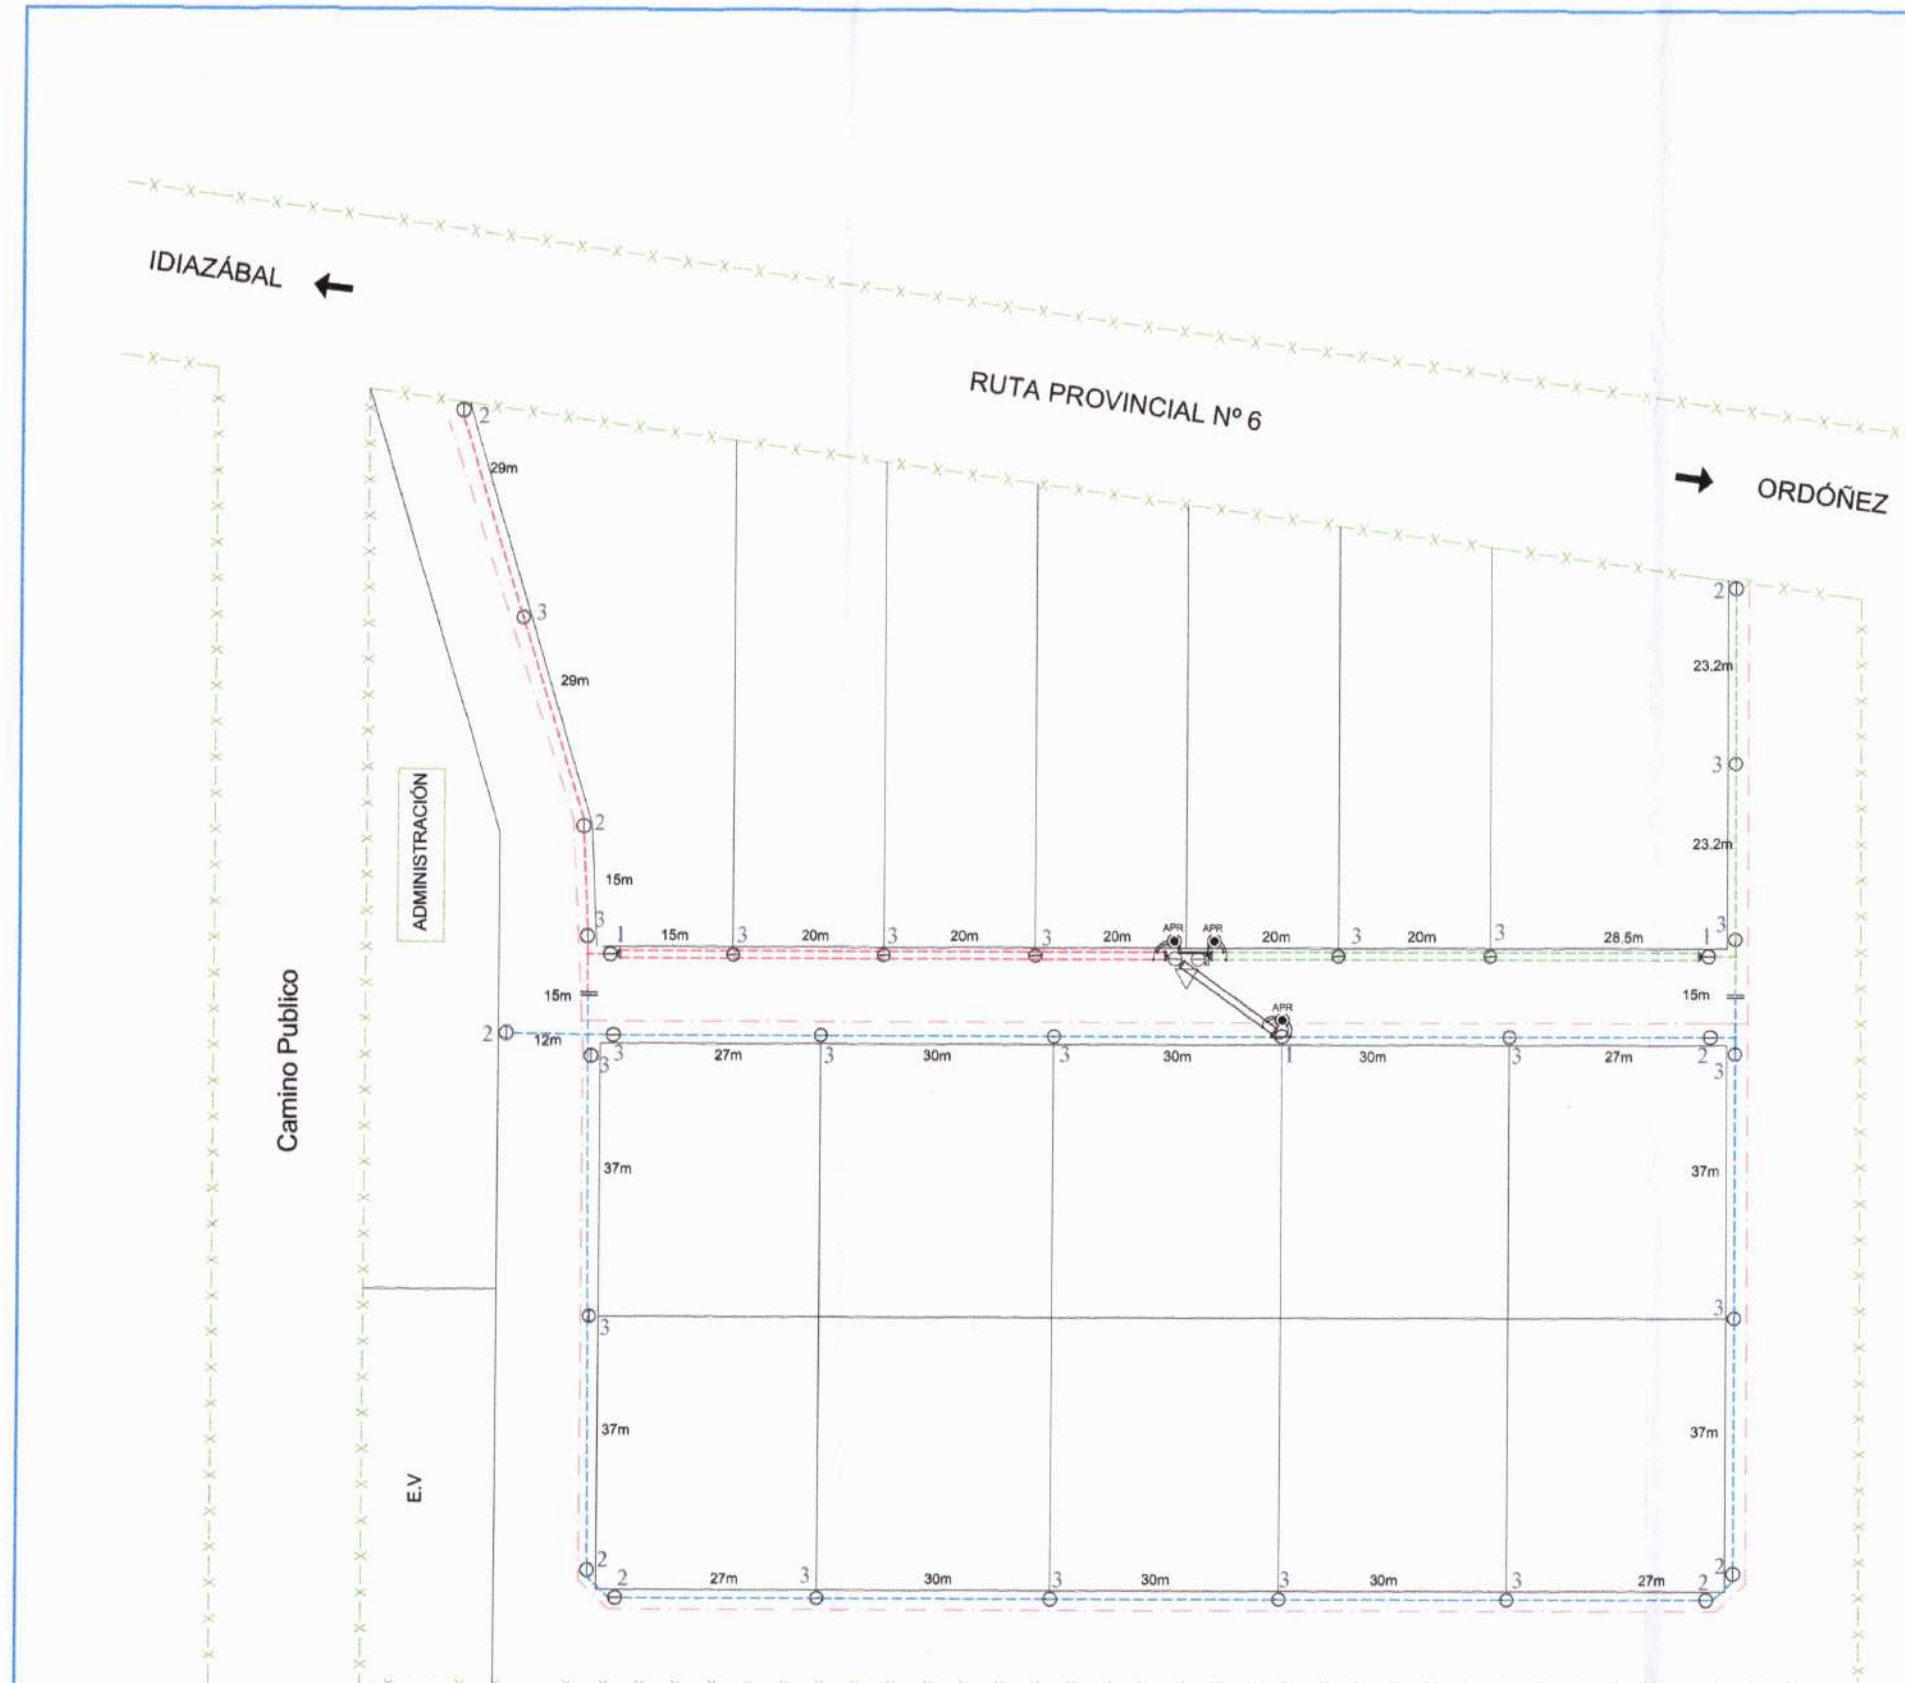 IDIAZÁBAL
RUTA PROVINCIAL Nº 6
ORDÓÑEZ
2
29m
3
29m
2
15m
3
2
23.2m
3
23.2m
3
ADMINISTRACIÓN
1
15m
3
20m
3
20m
3
20m
APR
APR
20m
3
20m
3
28.5m
1
15m
15m
APR
2
12m
3
27m
3
30m
3
30m
1
30m
3
27m
2
3
Camino Publico
37m
37m
3
3
37m
37m
E.V
2
2
27m
3
30m
3
30m
3
30m
3
27m
2
2